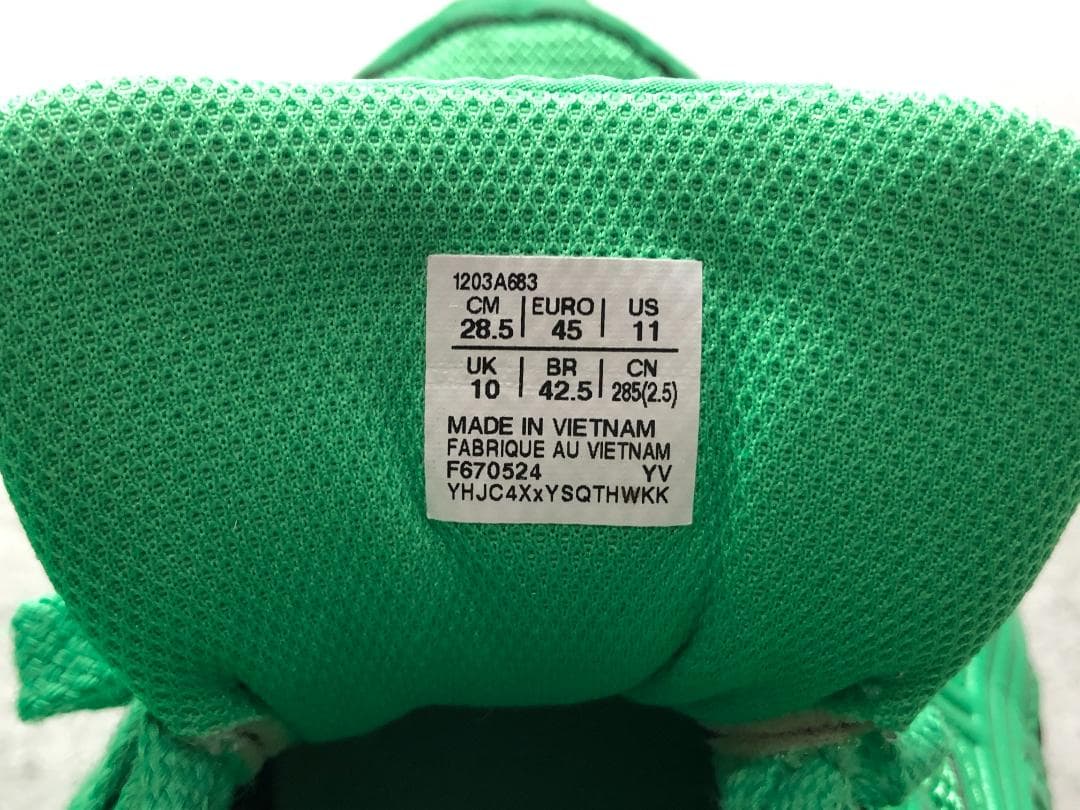 1203A683
CM | EURO | US
28.5 | 45 | 11
UK | BR | CN
10 | 42.5 | 285(2.5)
MADE IN VIETNAM
FABRIQUE AU VIETNAM
F670524 YV
YHJC4XxYSQTHWKK